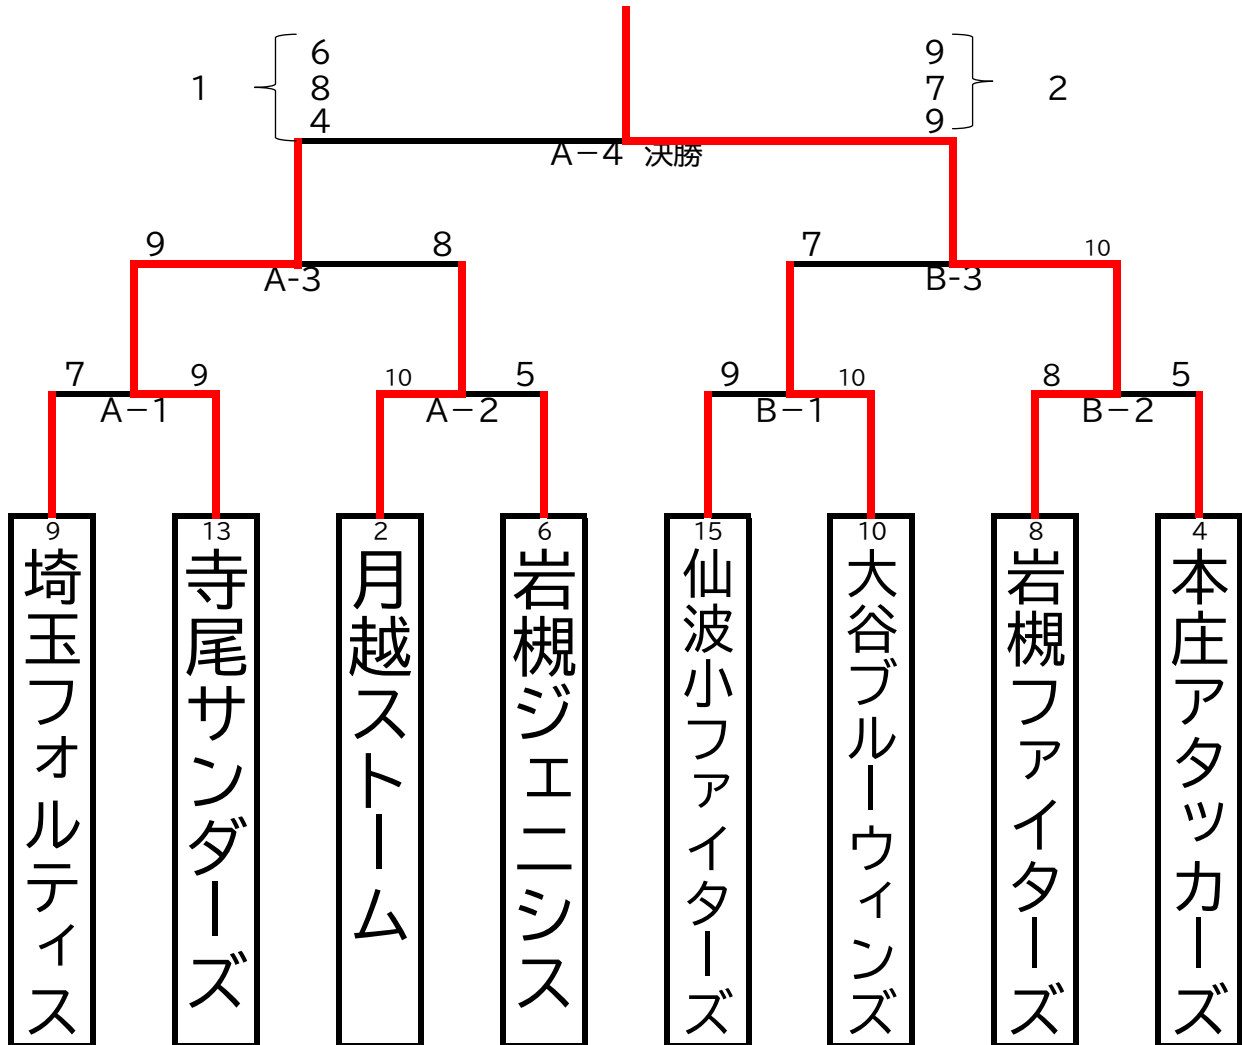 6
9
1
8
7
2
4
9
A－4 決勝
9
8
7
10
A-3
B-3
7
9
10
5
9
10
8
5
A－1
A－2
B－1
B－2
9
13
2
6
15
10
8
4
埼玉フォルティス
寺尾サンダーズ
月越ストーム
岩槻ジェニシス
仙波小ファイターズ
大谷ブルーウィンズ
岩槻ファイターズ
本庄アタッカーズ